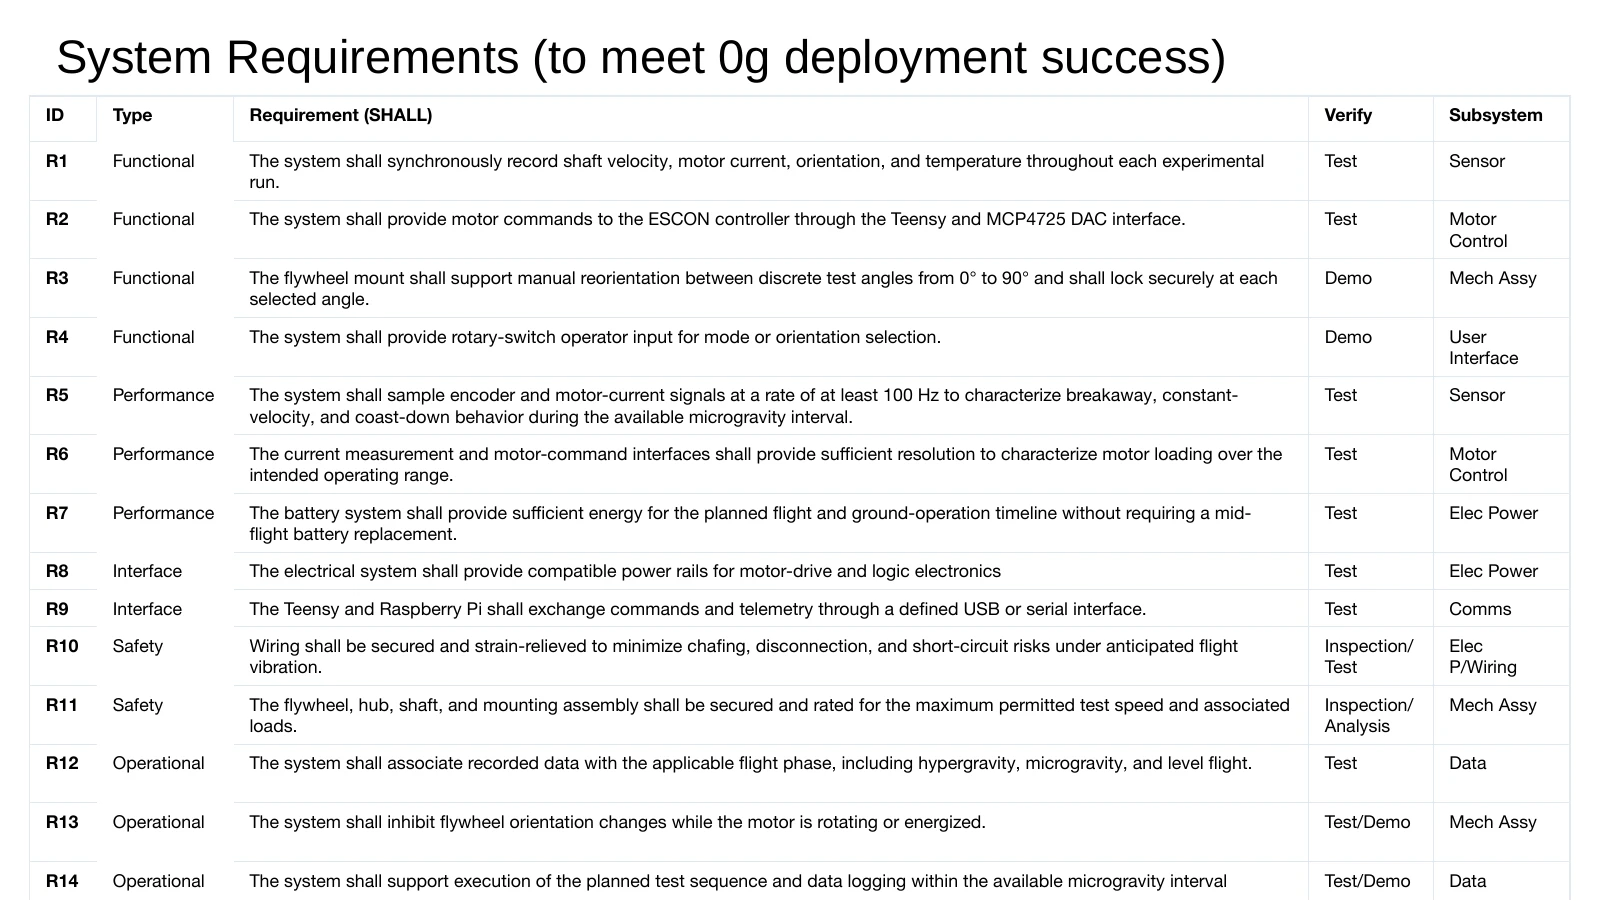 System Requirements (to meet 0g deployment success)
ID Type Requirement (SHALL) Verify Subsystem
R1 Functional The system shall synchronously record shaft velocity, motor current, orientation, and temperature throughout each experimental Test Sensor
run.
R2 Functional The system shall provide motor commands to the ESCON controller through the Teensy and MCP4725 DAC interface. Test Motor
Control
R3 Functional The flywheel mount shall support manual reorientation between discrete test angles from 0° to 90° and shall lock securely at each Demo Mech Assy
selected angle.
R4 Functional The system shall provide rotary-switch operator input for mode or orientation selection. Demo User
Interface
R5 Performance The system shall sample encoder and motor-current signals at a rate of at least 100 Hz to characterize breakaway, constant- Test Sensor
velocity, and coast-down behavior during the available microgravity interval.
R6 Performance The current measurement and motor-command interfaces shall provide sufficient resolution to characterize motor loading over the Test Motor
intended operating range. Control
R7 Performance The battery system shall provide sufficient energy for the planned flight and ground-operation timeline without requiring a mid- Test Elec Power
flight battery replacement.
R8 Interface The electrical system shall provide compatible power rails for motor-drive and logic electronics Test Elec Power
R9 Interface The Teensy and Raspberry Pi shall exchange commands and telemetry through a defined USB or serial interface. Test Comms
R10 Safety Wiring shall be secured and strain-relieved to minimize chafing, disconnection, and short-circuit risks under anticipated flight Inspection/ Elec
vibration. Test P/Wiring
R11 Safety The flywheel, hub, shaft, and mounting assembly shall be secured and rated for the maximum permitted test speed and associated Inspection/ Mech Assy
loads. Analysis
R12 Operational The system shall associate recorded data with the applicable flight phase, including hypergravity, microgravity, and level flight. Test Data
R13 Operational The system shall inhibit flywheel orientation changes while the motor is rotating or energized. Test/Demo Mech Assy
R14 Operational The system shall support execution of the planned test sequence and data logging within the available microgravity interval Test/Demo Data